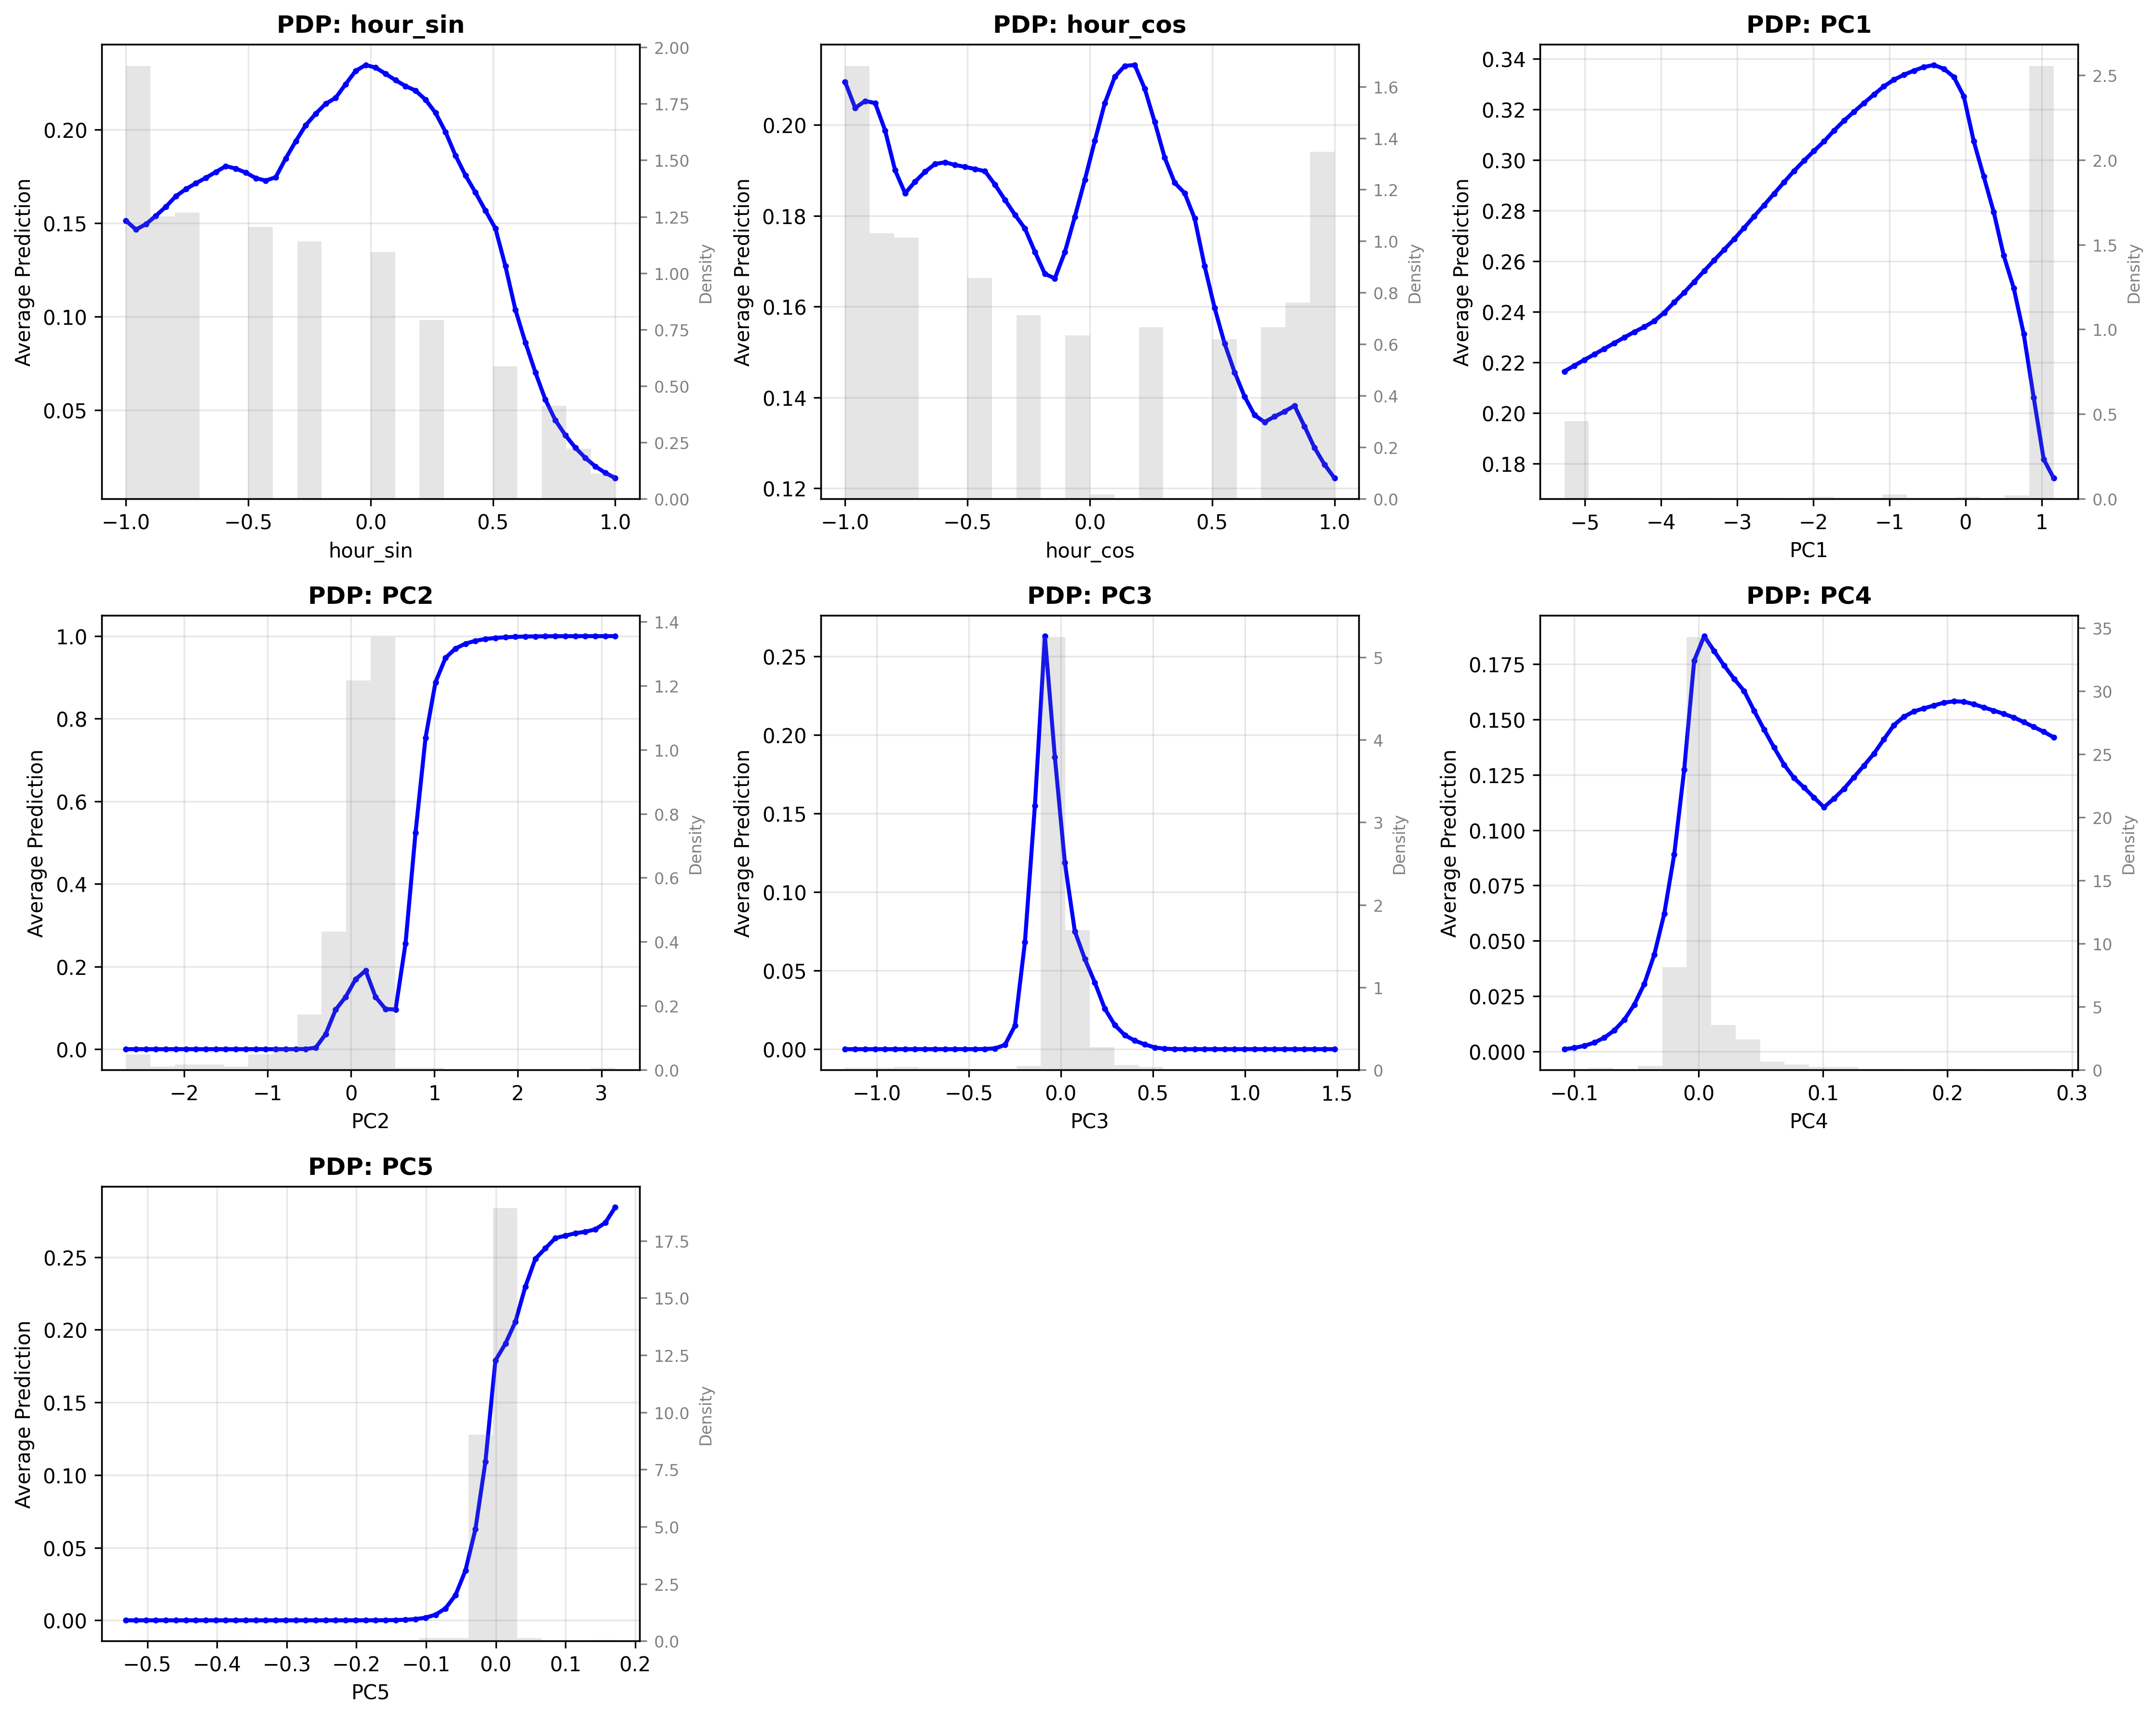 PDP: hour_sin
Average Prediction
0.20
0.15
0.10
0.05
2.00
1.75
1.50
1.25
1.00
0.75
0.50
0.25
0.00
Density
−1.0 −0.5 0.0 0.5 1.0
hour_sin
PDP: hour_cos
Average Prediction
0.20
0.18
0.16
0.14
0.12
1.6
1.4
1.2
1.0
0.8
0.6
0.4
0.2
0.0
Density
−1.0 −0.5 0.0 0.5 1.0
hour_cos
PDP: PC1
Average Prediction
0.34
0.32
0.30
0.28
0.26
0.24
0.22
0.20
0.18
2.5
2.0
1.5
1.0
0.5
0.0
Density
−5 −4 −3 −2 −1 0 1
PC1
PDP: PC2
Average Prediction
1.0
0.8
0.6
0.4
0.2
0.0
1.4
1.2
1.0
0.8
0.6
0.4
0.2
0.0
Density
−2 −1 0 1 2 3
PC2
PDP: PC3
Average Prediction
0.25
0.20
0.15
0.10
0.05
0.00
5
4
3
2
1
0
Density
−1.0 −0.5 0.0 0.5 1.0 1.5
PC3
PDP: PC4
Average Prediction
0.175
0.150
0.125
0.100
0.075
0.050
0.025
0.000
35
30
25
20
15
10
5
0
Density
−0.1 0.0 0.1 0.2 0.3
PC4
PDP: PC5
Average Prediction
0.25
0.20
0.15
0.10
0.05
0.00
17.5
15.0
12.5
10.0
7.5
5.0
2.5
0.0
Density
−0.5 −0.4 −0.3 −0.2 −0.1 0.0 0.1 0.2
PC5